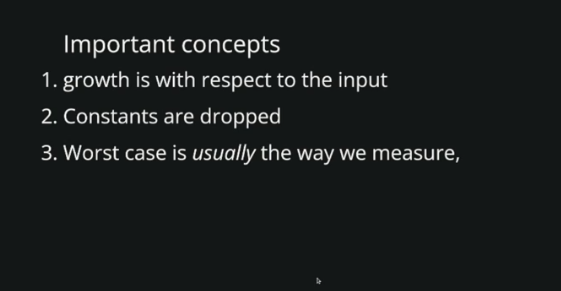 Important concepts
1. growth is with respect to the input
2. Constants are dropped
3. Worst case is usually the way we measure,